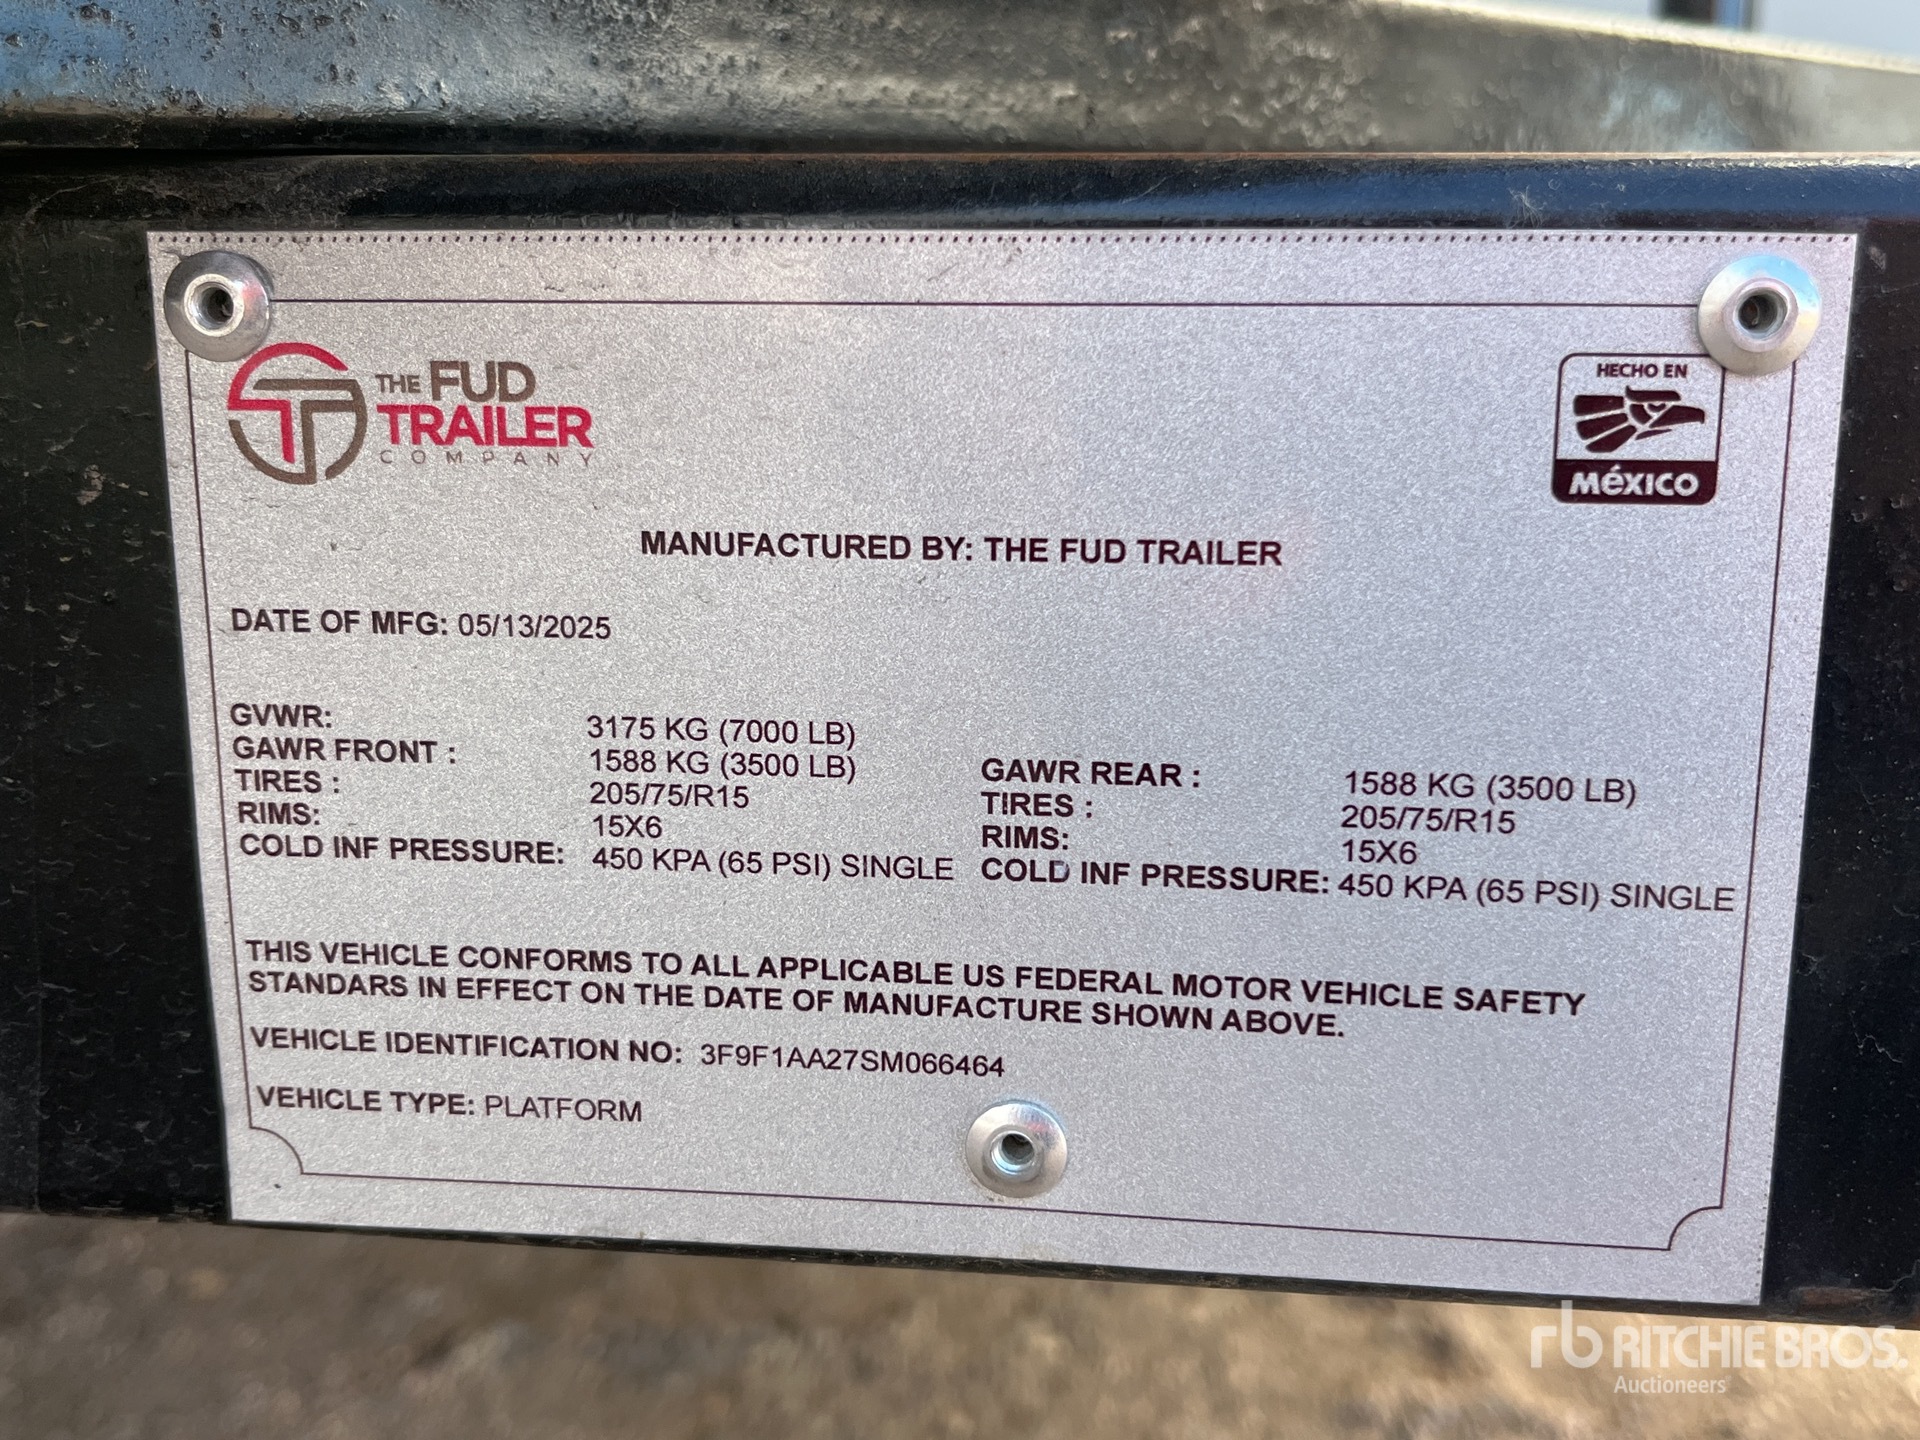 THE FUD
TRAILER
COMPANY
HECHO EN
MÉXICO
MANUFACTURED BY: THE FUD TRAILER
DATE OF MFG: 05/13/2025
GVWR: 3175 KG (7000 LB)
GAWR FRONT : 1588 KG (3500 LB)
TIRES : 205/75/R15
RIMS: 15X6
COLD INF PRESSURE: 450 KPA (65 PSI) SINGLE
GAWR REAR : 1588 KG (3500 LB)
TIRES : 205/75/R15
RIMS: 15X6
COLD INF PRESSURE: 450 KPA (65 PSI) SINGLE
THIS VEHICLE CONFORMS TO ALL APPLICABLE US FEDERAL MOTOR VEHICLE SAFETY
STANDARS IN EFFECT ON THE DATE OF MANUFACTURE SHOWN ABOVE.
VEHICLE IDENTIFICATION NO: 3F9F1AA27SM066464
VEHICLE TYPE: PLATFORM
rb RITCHIE BROS.
Auctioneers